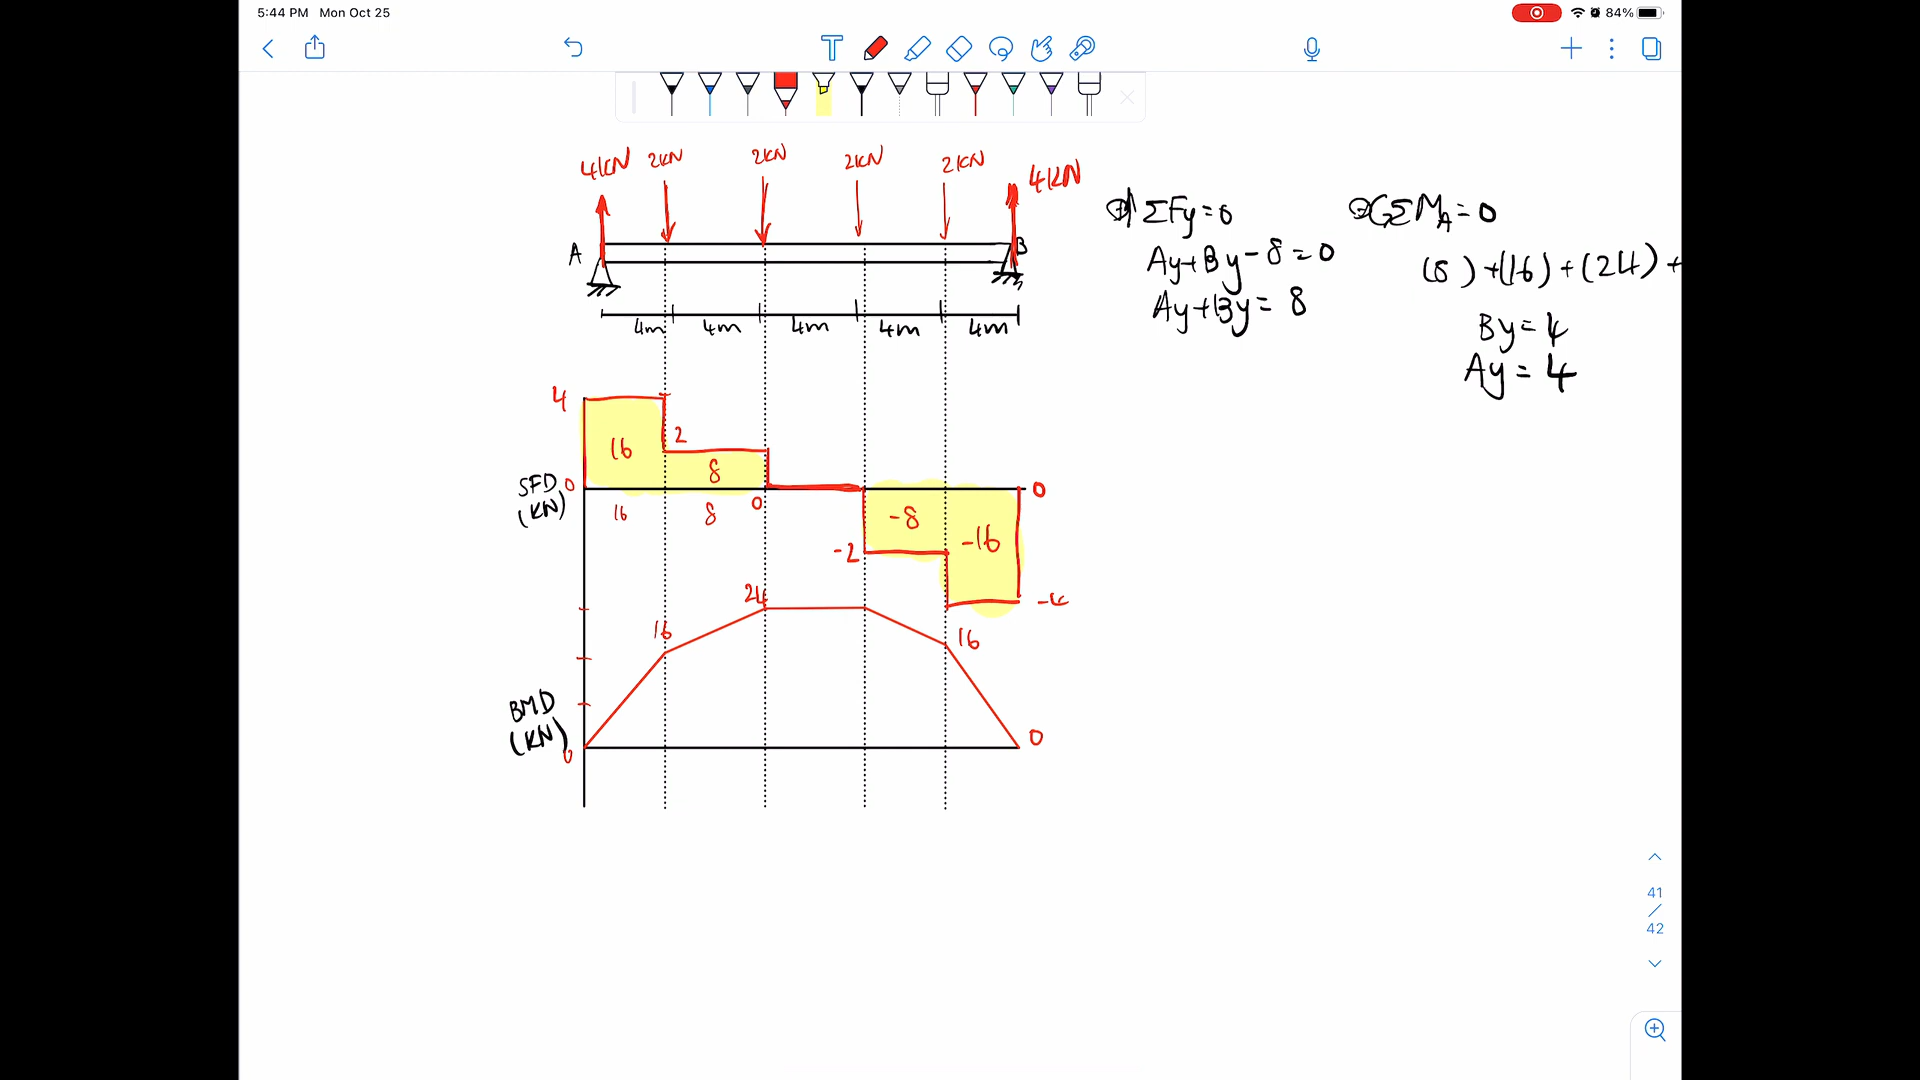 5:44 PM Mon Oct 25
84%
T
4KN 2KN 2KN 2KN 2KN 4KN
A B
4m 4m 4m 4m 4m
ΣFy=0
Ay+By-8=0
Ay+By=8
ΣMA=0
(8)+(16)+(24)+
By=4
Ay=4
4
16
2
8
SFD 0
(KN)
16 8 0
0
-8
-16
-2
-4
24
16
16
BMD
(KN)
0
0
41
/
42